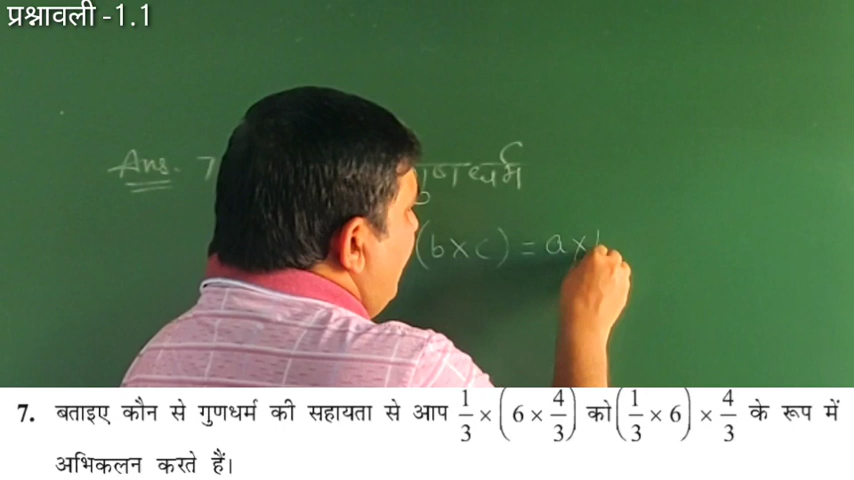 प्रश्नावली -1.1
Ans. 7
गुणधर्म
(b×c) = a×b
7. बताइए कौन से गुणधर्म की सहायता से आप 1/3 × (6 × 4/3) को (1/3 × 6) × 4/3 के रूप में
अभिकलन करते हैं।